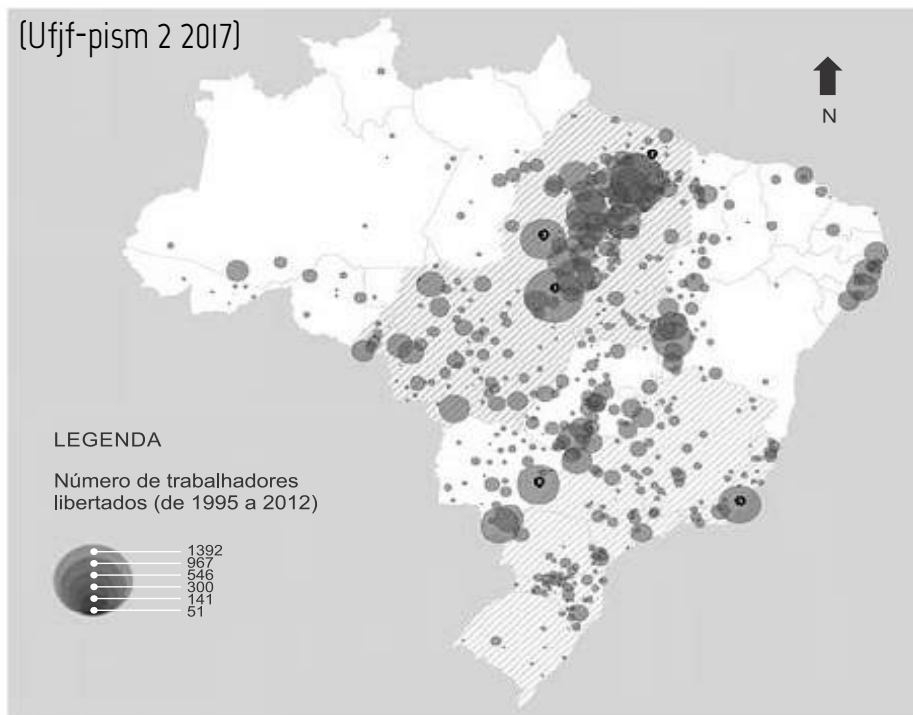 (Ufjf-pism 2 2017)
N
LEGENDA
Número de trabalhadores
libertados (de 1995 a 2012)
1392
967
546
300
141
51